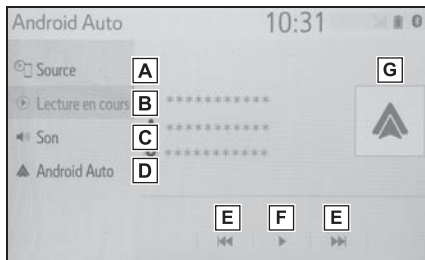 Android Auto 10:31
Source A G
Lecture en cours B ***********
Son C ***********
Android Auto D ***********
E F E